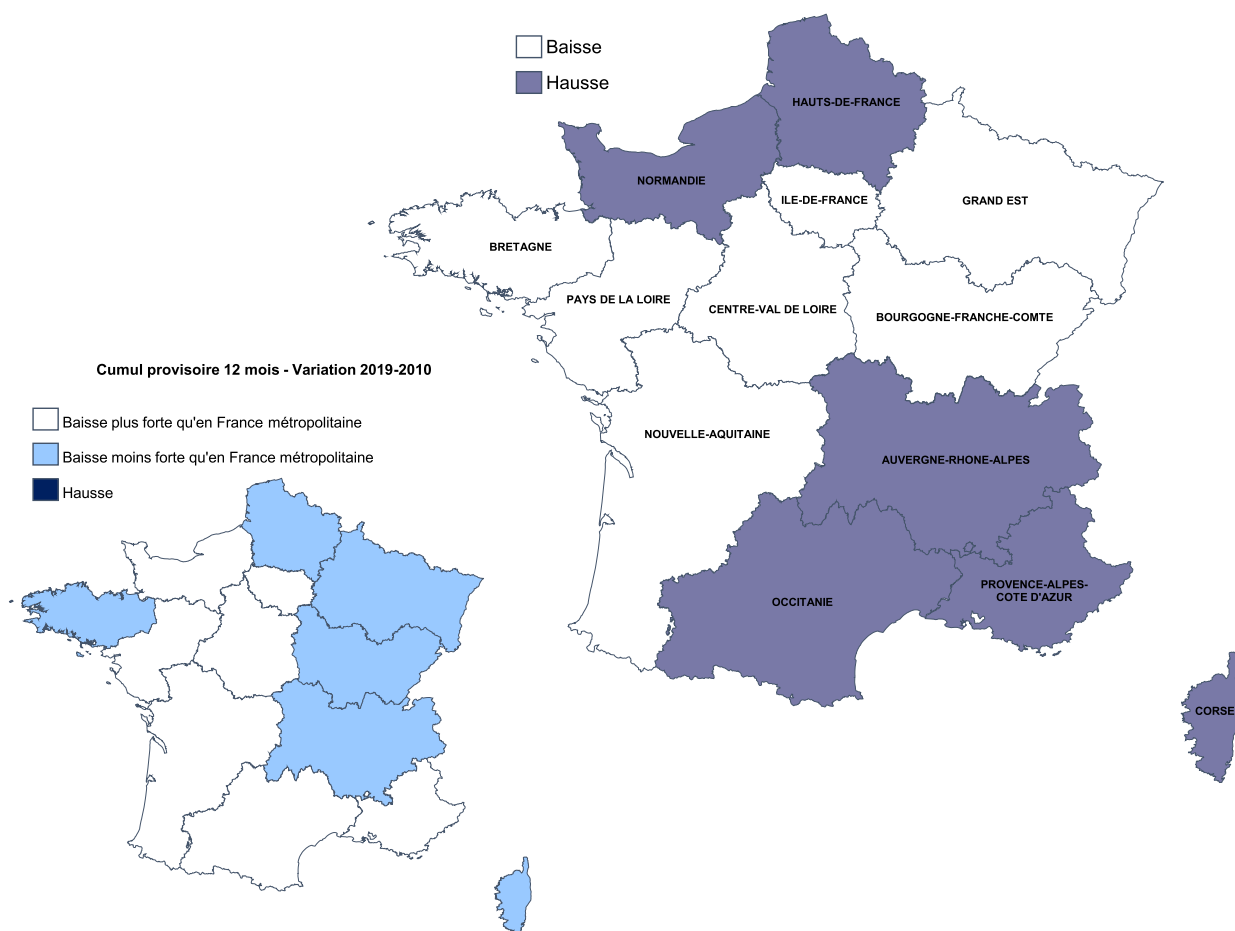 Baisse
Hausse
HAUTS-DE-FRANCE
NORMANDIE
ILE-DE-FRANCE
GRAND EST
BRETAGNE
PAYS DE LA LOIRE
CENTRE-VAL DE LOIRE
BOURGOGNE-FRANCHE-COMTE
NOUVELLE-AQUITAINE
AUVERGNE-RHONE-ALPES
OCCITANIE
PROVENCE-ALPES-
COTE D'AZUR
CORSE
Cumul provisoire 12 mois - Variation 2019-2010
Baisse plus forte qu'en France métropolitaine
Baisse moins forte qu'en France métropolitaine
Hausse